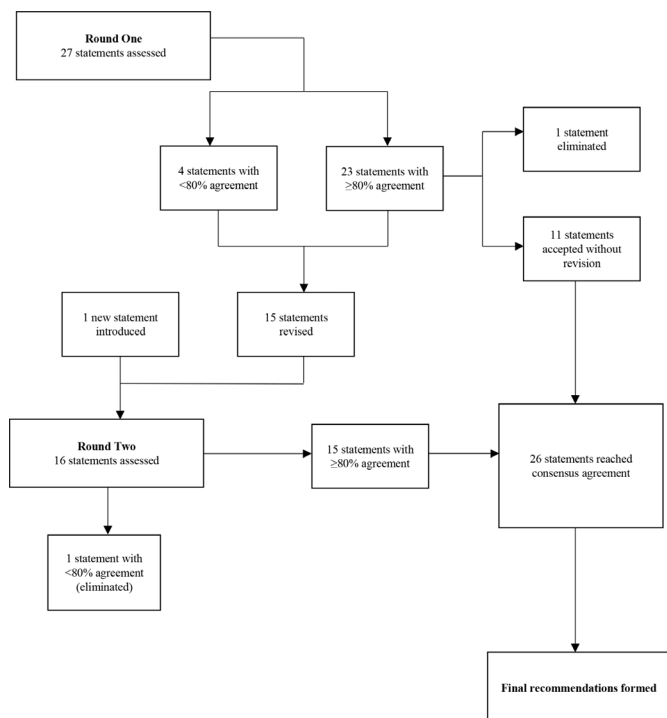 Round One
27 statements assessed
4 statements with
<80% agreement
23 statements with
≥80% agreement
1 statement
eliminated
11 statements
accepted without
revision
1 new statement
introduced
15 statements
revised
Round Two
16 statements assessed
15 statements with
≥80% agreement
26 statements reached
consensus agreement
1 statement with
<80% agreement
(eliminated)
Final recommendations formed